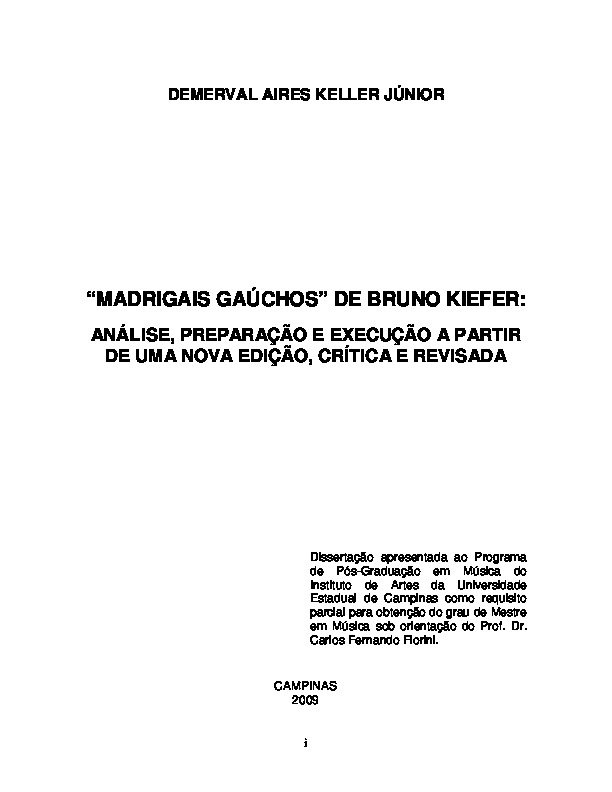 DEMERVAL AIRES KELLER JÚNIOR
“MADRIGAIS GAÚCHOS” DE BRUNO KIEFER:
ANÁLISE, PREPARAÇÃO E EXECUÇÃO A PARTIR
DE UMA NOVA EDIÇÃO, CRÍTICA E REVISADA
Dissertação apresentada ao Programa
de Pós-Graduação em Música do
Instituto de Artes da Universidade
Estadual de Campinas como requisito
parcial para obtenção do grau de Mestre
em Música sob orientação do Prof. Dr.
Carlos Fernando Fiorini.
CAMPINAS
2009
i